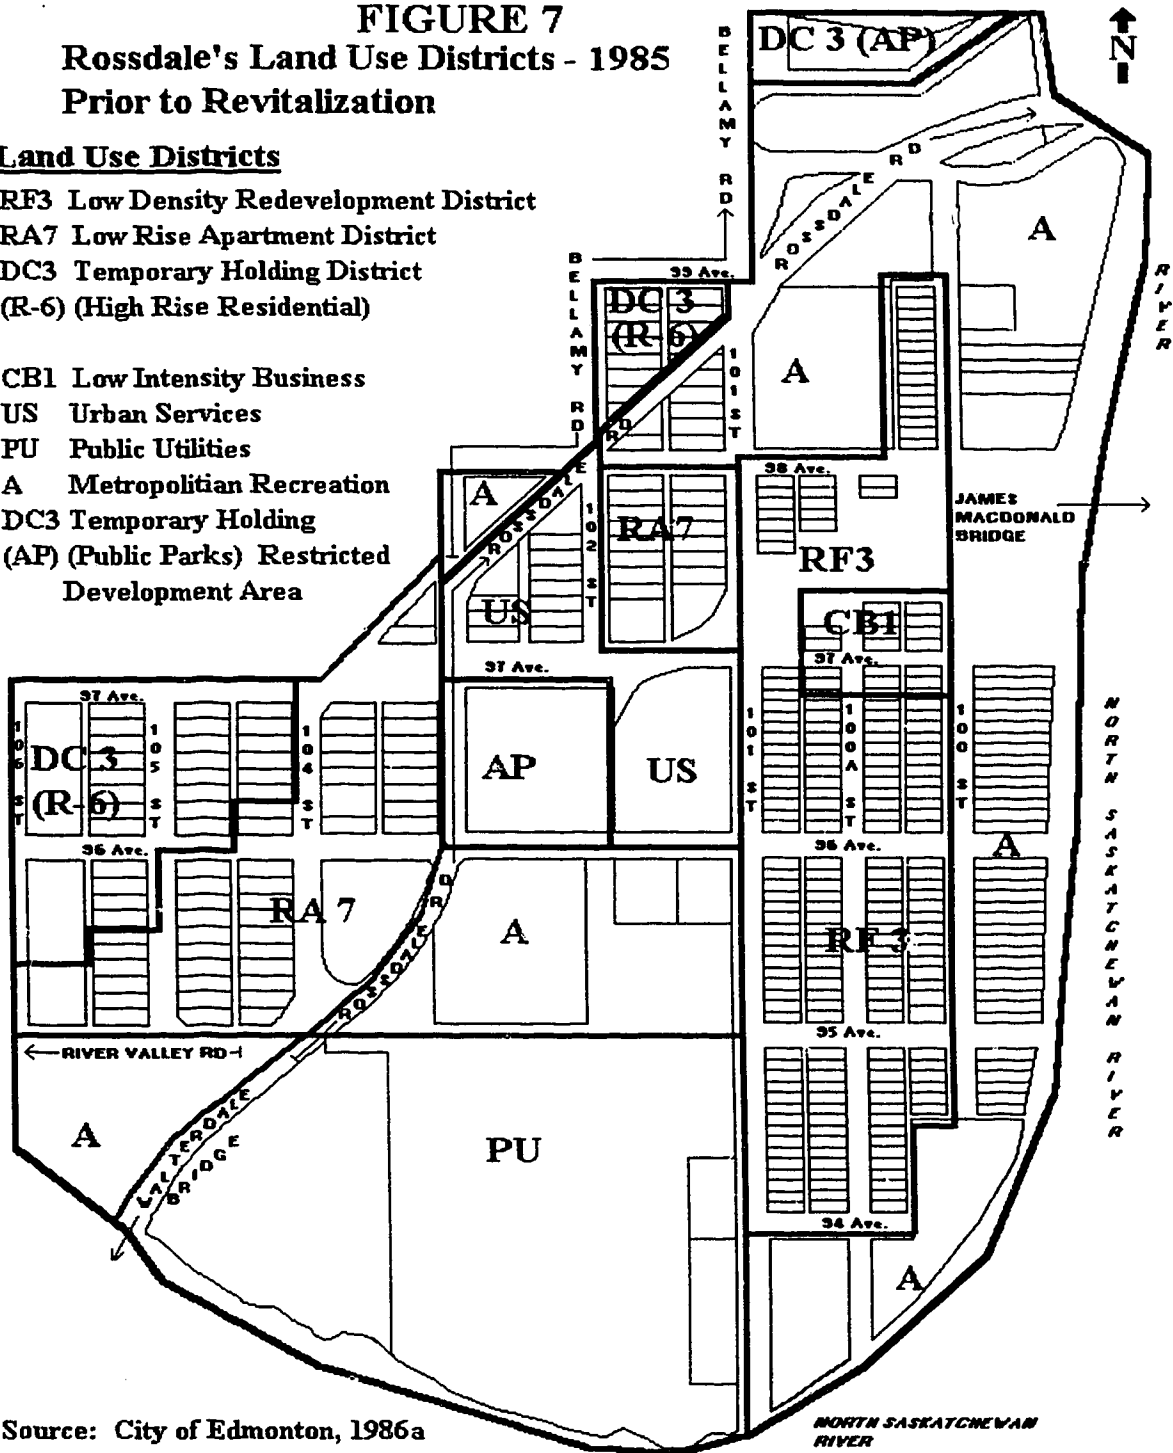 FIGURE 7
Rossdale's Land Use Districts - 1985
Prior to Revitalization
Land Use Districts
RF3 Low Density Redevelopment District
RA7 Low Rise Apartment District
DC3 Temporary Holding District
(R-6) (High Rise Residential)
CB1 Low Intensity Business
US Urban Services
PU Public Utilities
A Metropolitian Recreation
DC3 Temporary Holding
(AP) (Public Parks) Restricted
Development Area
N
BELLAMY RD
DC 3 (AP)
ROSSDALE RD
A
RIVER
BELLAMY RD
99 Ave.
DC 3
(R-6)
101 ST
A
RD
98 Ave.
A
ROSSDALE
102 ST
RA7
JAMES
MACDONALD
BRIDGE
RF3
US
CB1
97 Ave.
97 Ave.
97 Ave.
106 ST
DC 3
(R-6)
105 ST
104 ST
AP
US
101 ST
100A ST
100 ST
NORTH SASKATCHEWAN RIVER
96 Ave.
96 Ave.
A
RA 7
ROSSDALE RD
A
RF 3
95 Ave.
RIVER VALLEY RD
A
WALTERDALE
BRIDGE
PU
94 Ave.
A
Source: City of Edmonton, 1986a
NORTH SASKATCHEWAN
RIVER